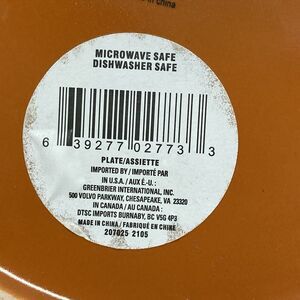 in china
MICROWAVE SAFE
DISHWASHER SAFE
6 39277 02773 3
PLATE/ASSIETTE
IMPORTED BY / IMPORTÉ PAR
IN U.S.A. / AUX É.-U. :
GREENBRIER INTERNATIONAL, INC.
500 VOLVO PARKWAY, CHESAPEAKE, VA 23320
IN CANADA / AU CANADA :
DTSC IMPORTS BURNABY, BC V5G 4P3
MADE IN CHINA / FABRIQUÉ EN CHINE
207025 2105